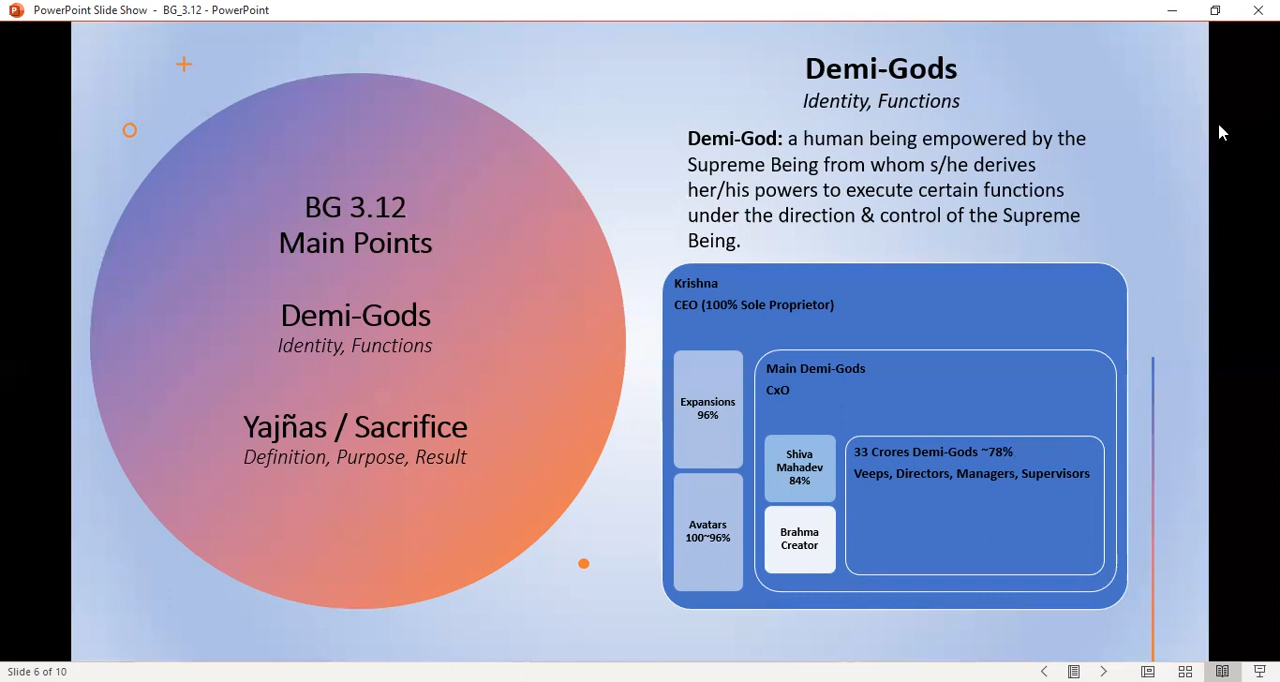 PowerPoint Slide Show - BG_3.12 - PowerPoint
BG 3.12
Main Points
Demi-Gods
Identity, Functions
Yajñas / Sacrifice
Definition, Purpose, Result
Demi-Gods
Identity, Functions
Demi-God: a human being empowered by the
Supreme Being from whom s/he derives
her/his powers to execute certain functions
under the direction & control of the Supreme
Being.
Krishna
CEO (100% Sole Proprietor)
Expansions
96%
Avatars
100~96%
Main Demi-Gods
CxO
Shiva
Mahadev
84%
Brahma
Creator
33 Crores Demi-Gods ~78%
Veeps, Directors, Managers, Supervisors
Slide 6 of 10